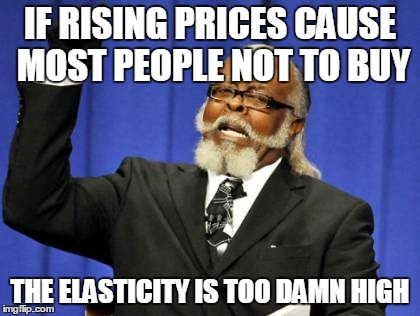 IF RISING PRICES CAUSE
MOST PEOPLE NOT TO BUY
THE ELASTICITY IS TOO DAMN HIGH
imgflip.com